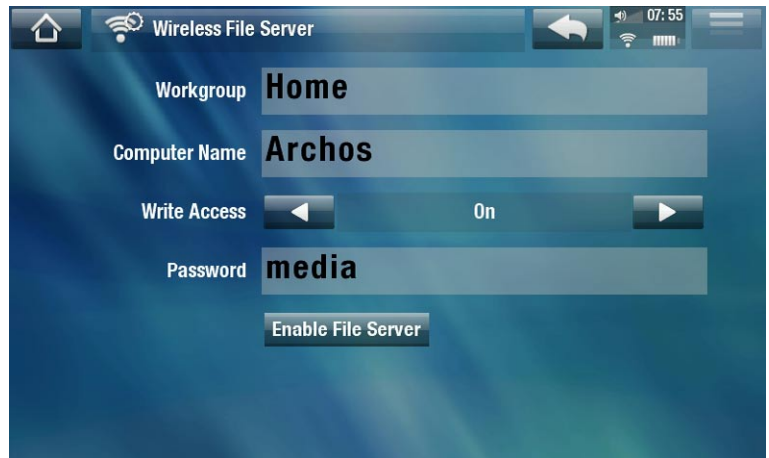 Wireless File Server
07:55
Workgroup Home
Computer Name Archos
Write Access On
Password media
Enable File Server